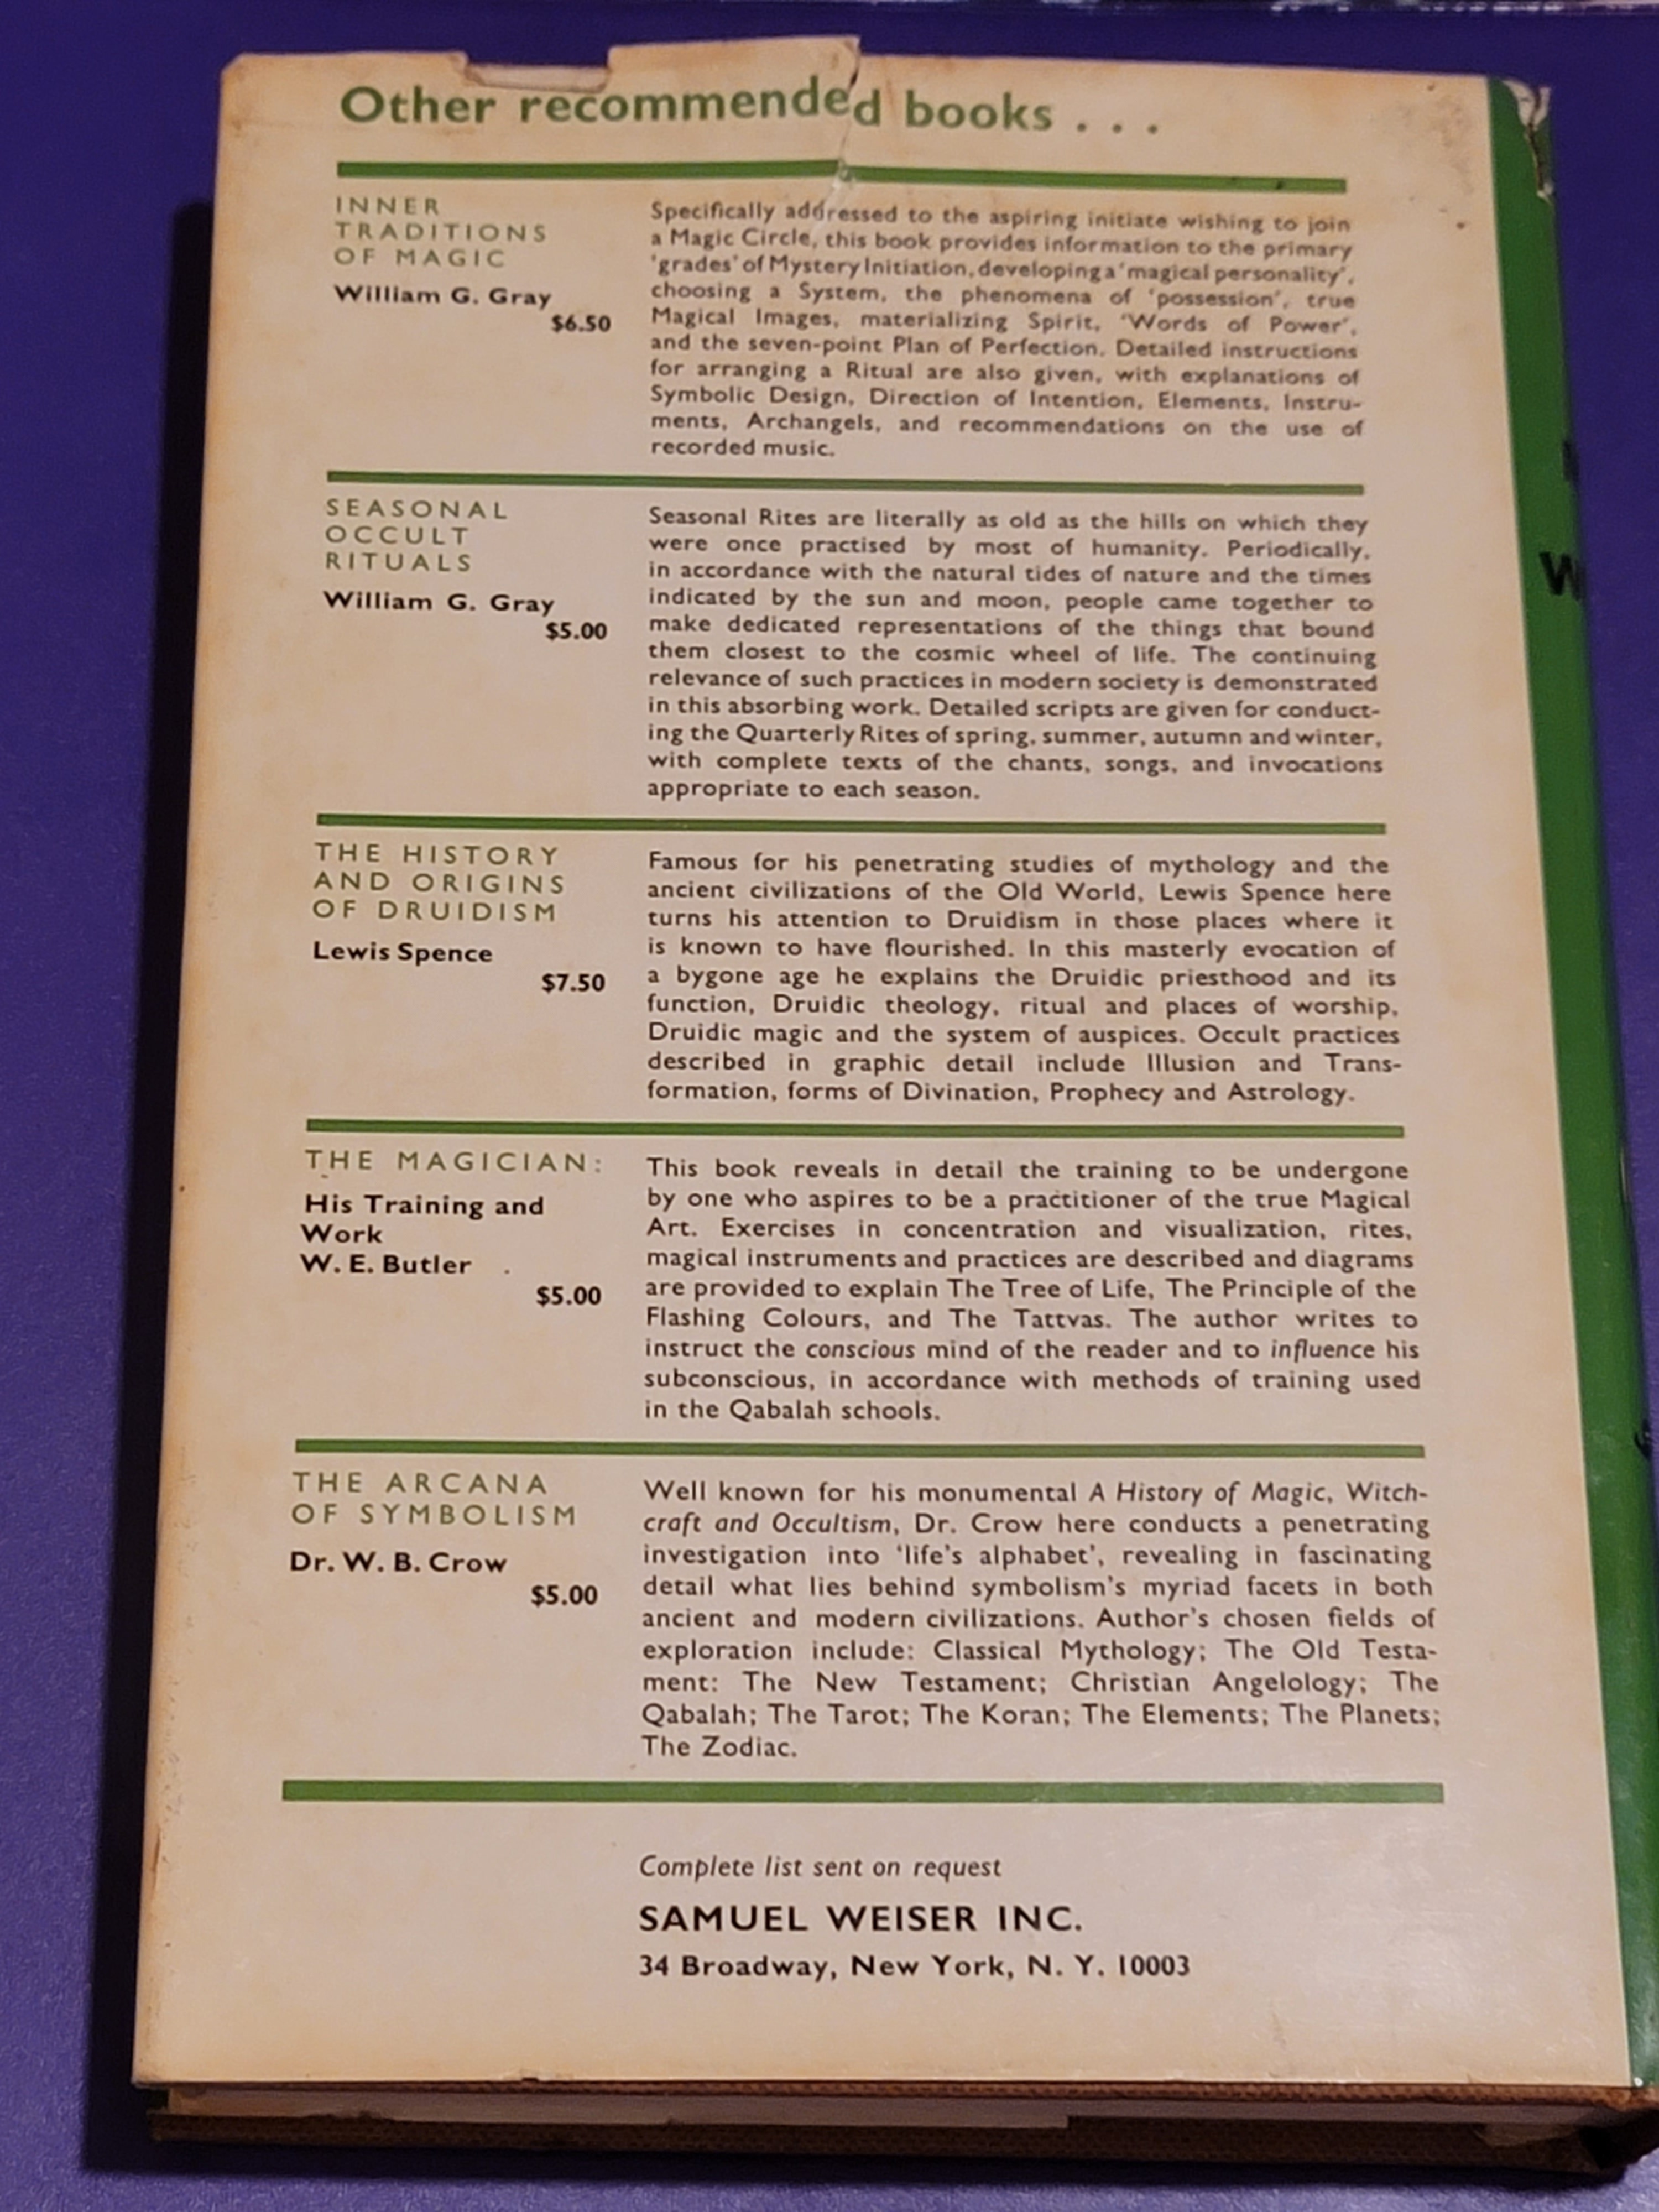 Other recommended books . . .
INNER
TRADITIONS
OF MAGIC
William G. Gray
$6.50
Specifically addressed to the aspiring initiate wishing to join
a Magic Circle, this book provides information to the primary
'grades' of Mystery Initiation, developing a 'magical personality',
choosing a System, the phenomena of 'possession', true
Magical Images, materializing Spirit, 'Words of Power',
and the seven-point Plan of Perfection. Detailed instructions
for arranging a Ritual are also given, with explanations of
Symbolic Design, Direction of Intention, Elements, Instru-
ments, Archangels, and recommendations on the use of
recorded music.
SEASONAL
OCCULT
RITUALS
William G. Gray
$5.00
Seasonal Rites are literally as old as the hills on which they
were once practised by most of humanity. Periodically,
in accordance with the natural tides of nature and the times
indicated by the sun and moon, people came together to
make dedicated representations of the things that bound
them closest to the cosmic wheel of life. The continuing
relevance of such practices in modern society is demonstrated
in this absorbing work. Detailed scripts are given for conduct-
ing the Quarterly Rites of spring, summer, autumn and winter,
with complete texts of the chants, songs, and invocations
appropriate to each season.
THE HISTORY
AND ORIGINS
OF DRUIDISM
Lewis Spence
$7.50
Famous for his penetrating studies of mythology and the
ancient civilizations of the Old World, Lewis Spence here
turns his attention to Druidism in those places where it
is known to have flourished. In this masterly evocation of
a bygone age he explains the Druidic priesthood and its
function, Druidic theology, ritual and places of worship,
Druidic magic and the system of auspices. Occult practices
described in graphic detail include Illusion and Trans-
formation, forms of Divination, Prophecy and Astrology.
THE MAGICIAN:
His Training and
Work
W. E. Butler
$5.00
This book reveals in detail the training to be undergone
by one who aspires to be a practitioner of the true Magical
Art. Exercises in concentration and visualization, rites,
magical instruments and practices are described and diagrams
are provided to explain The Tree of Life, The Principle of the
Flashing Colours, and The Tattvas. The author writes to
instruct the conscious mind of the reader and to influence his
subconscious, in accordance with methods of training used
in the Qabalah schools.
THE ARCANA
OF SYMBOLISM
Dr. W. B. Crow
$5.00
Well known for his monumental A History of Magic, Witch-
craft and Occultism, Dr. Crow here conducts a penetrating
investigation into 'life's alphabet', revealing in fascinating
detail what lies behind symbolism's myriad facets in both
ancient and modern civilizations. Author's chosen fields of
exploration include: Classical Mythology; The Old Testa-
ment: The New Testament; Christian Angelology; The
Qabalah; The Tarot; The Koran; The Elements; The Planets;
The Zodiac.
Complete list sent on request
SAMUEL WEISER INC.
34 Broadway, New York, N. Y. 10003